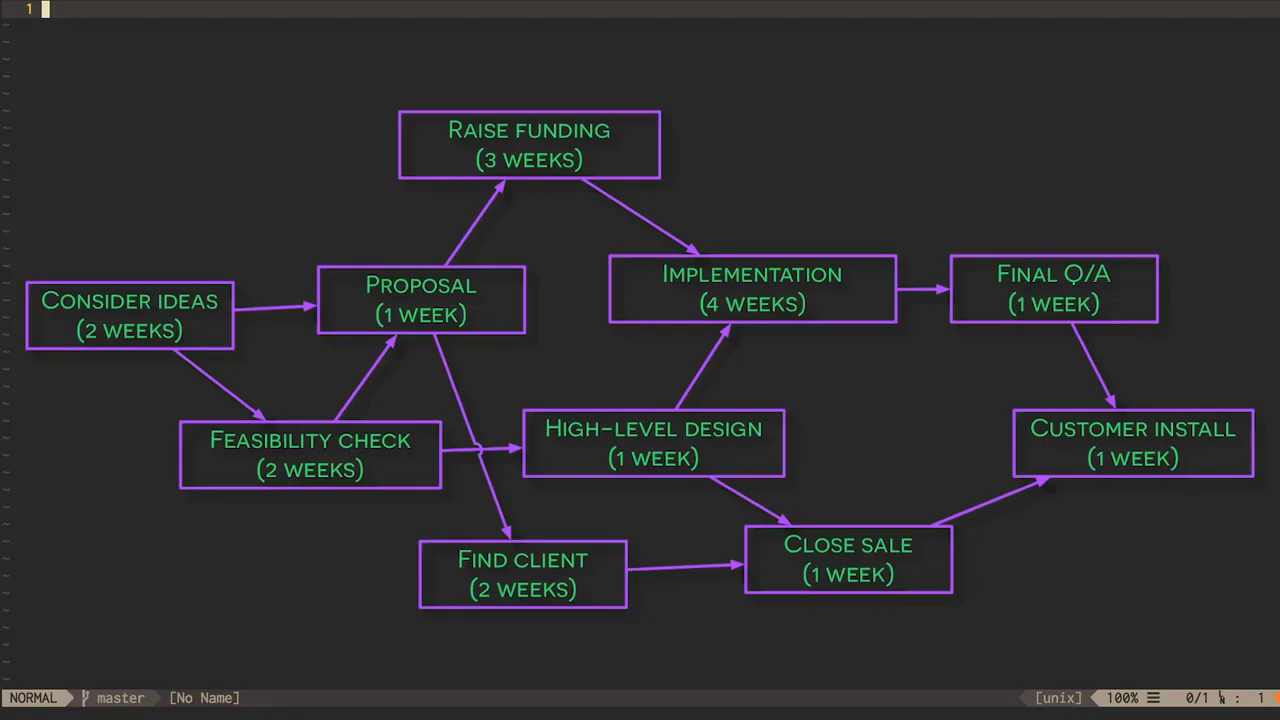 1
Raise funding
(3 weeks)
Consider ideas
(2 weeks)
Proposal
(1 week)
Implementation
(4 weeks)
Final Q/A
(1 week)
Feasibility check
(2 weeks)
High-level design
(1 week)
Customer install
(1 week)
Find client
(2 weeks)
Close sale
(1 week)
NORMAL master [No Name] [unix] 100% 0/1 : 1